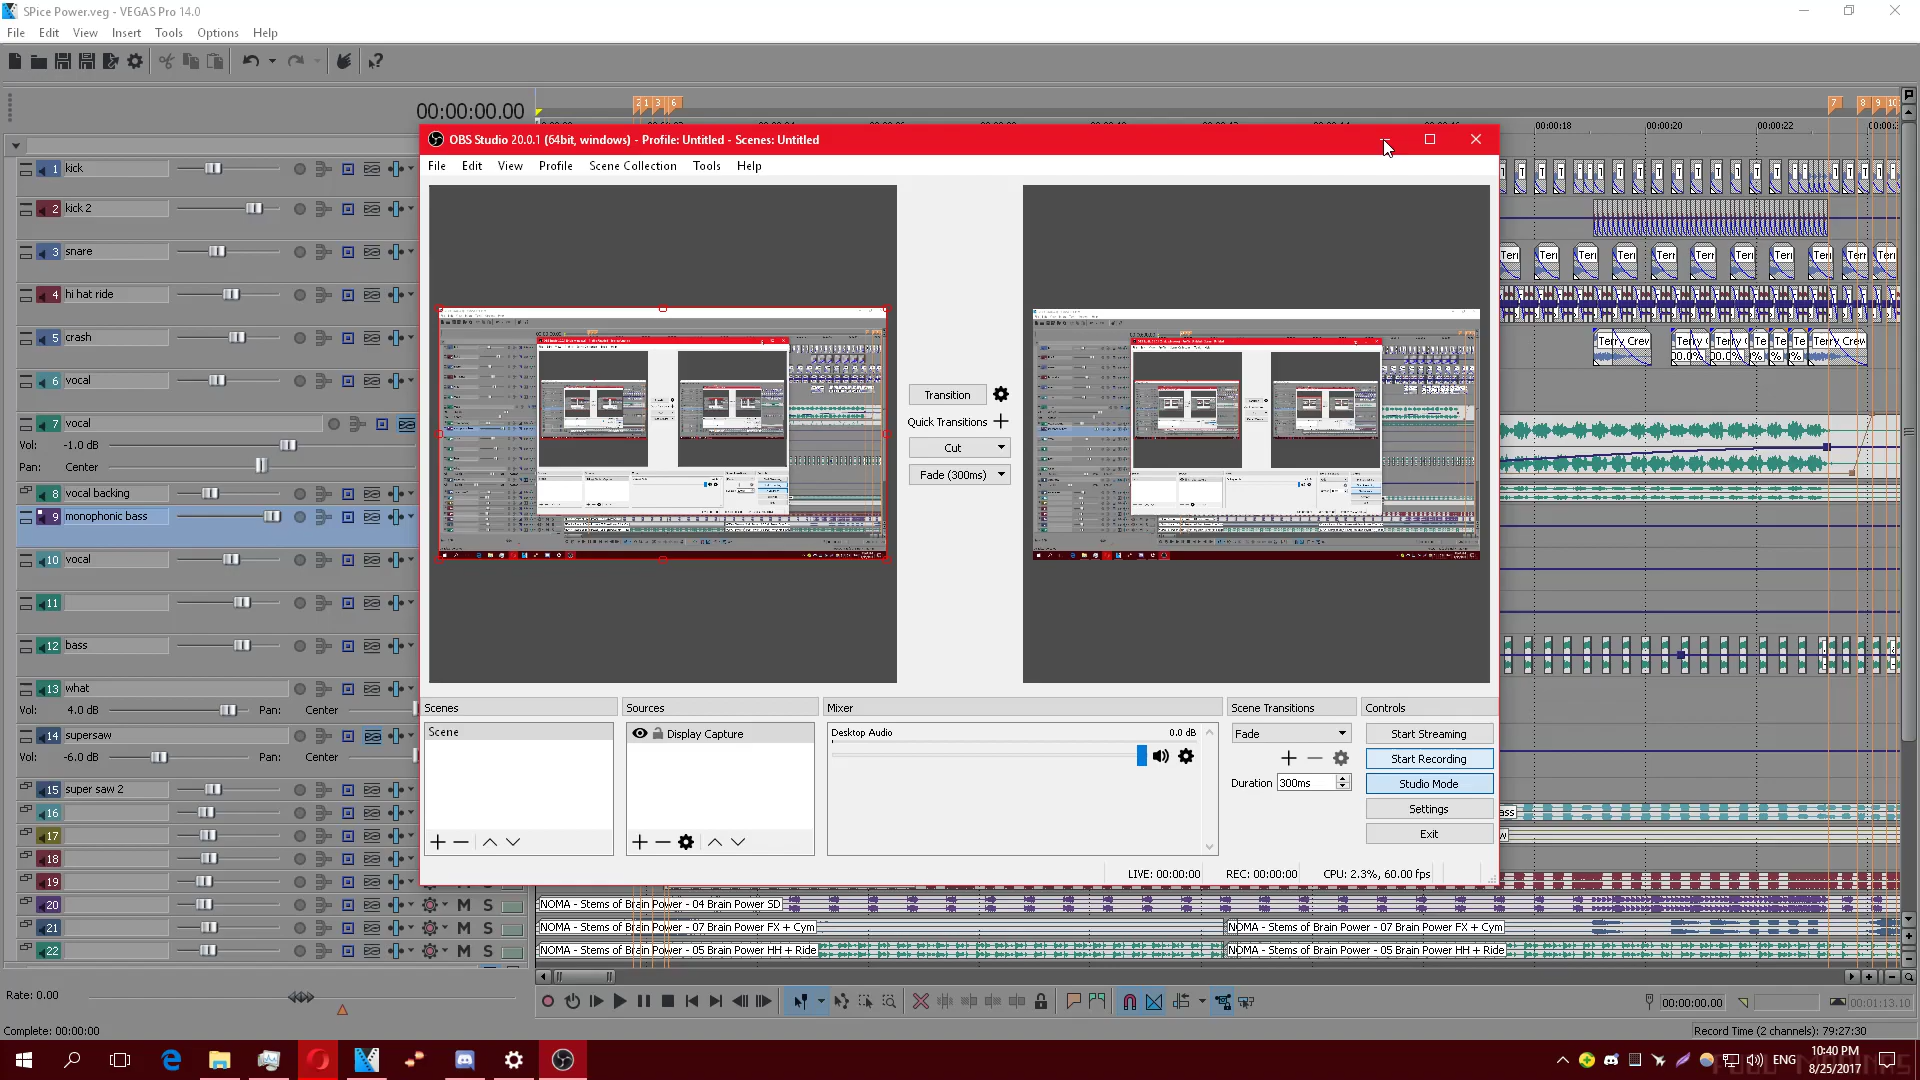 SPice Power.veg - VEGAS Pro 14.0
File Edit View Insert Tools Options Help
00:00:00.00
2 1 3 6 7 8 9 10
00:00:18 00:00:20 00:00:22
OBS Studio 20.0.1 (64bit, windows) - Profile: Untitled - Scenes: Untitled
File Edit View Profile Scene Collection Tools Help
1 kick
2 kick 2
3 snare
4 hi hat ride
5 crash
6 vocal
7 vocal
Vol: -1.0 dB
Pan: Center
8 vocal backing
9 monophonic bass
10 vocal
11
12 bass
13 what
Vol: 4.0 dB Pan: Center
14 supersaw
Vol: -6.0 dB Pan: Center
15 super saw 2
16
17
18
19
20 M S
21 M S
22 M S
Transition
Quick Transitions
Cut
Fade (300ms)
Terry Crew
Scenes
Scene
Sources
Display Capture
Mixer
Desktop Audio 0.0 dB
Scene Transitions
Fade
Duration 300ms
Controls
Start Streaming
Start Recording
Studio Mode
Settings
Exit
LIVE: 00:00:00 REC: 00:00:00 CPU: 2.3%, 60.00 fps
NOMA - Stems of Brain Power - 04 Brain Power SD
NOMA - Stems of Brain Power - 07 Brain Power FX + Cym NOMA - Stems of Brain Power - 07 Brain Power FX + Cym
NOMA - Stems of Brain Power - 05 Brain Power HH + Ride NOMA - Stems of Brain Power - 05 Brain Power HH + Ride
Rate: 0.00
00:00:00.00 00:01:13.10
Complete: 00:00:00
Record Time (2 channels): 79:27:30
ENG
10:40 PM
8/25/2017